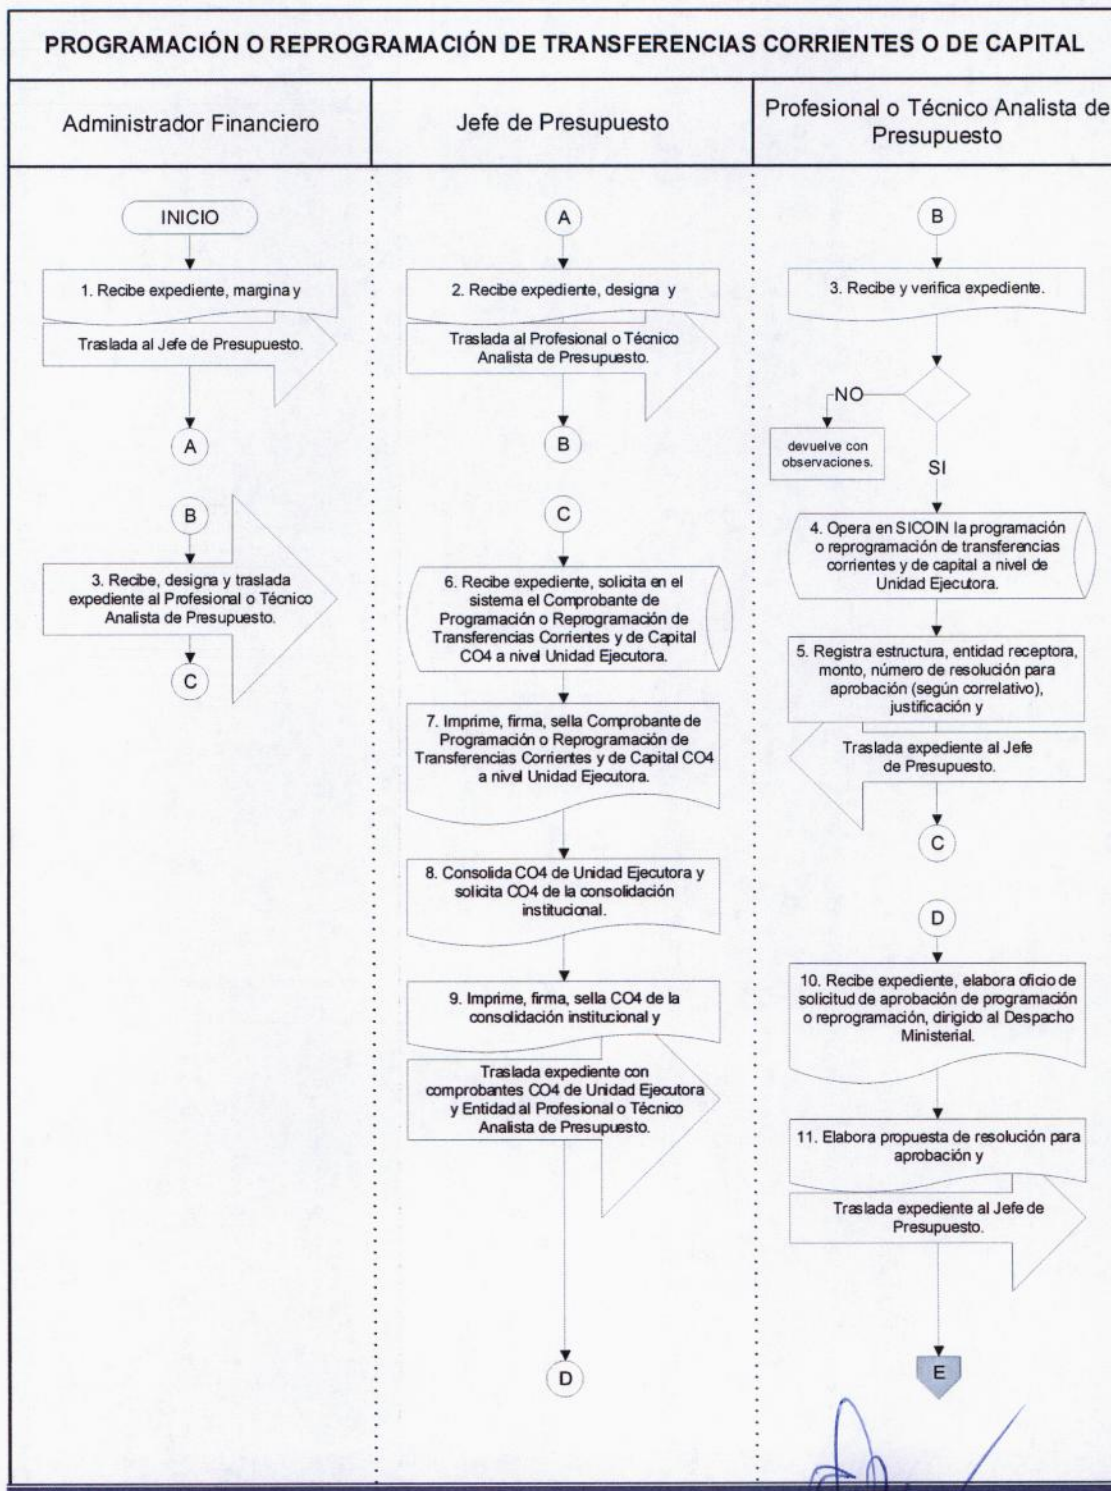 PROGRAMACIÓN O REPROGRAMACIÓN DE TRANSFERENCIAS CORRIENTES O DE CAPITAL
Administrador Financiero
INICIO
1. Recibe expediente, margina y
Traslada al Jefe de Presupuesto.
A
B
3. Recibe, designa y traslada
expediente al Profesional o Técnico
Analista de Presupuesto.
C
Jefe de Presupuesto
A
2. Recibe expediente, designa y
Traslada al Profesional o Técnico
Analista de Presupuesto.
B
C
6. Recibe expediente, solicita en el
sistema el Comprobante de
Programación o Reprogramación de
Transferencias Corrientes y de Capital
CO4 a nivel Unidad Ejecutora.
7. Imprime, firma, sella Comprobante de
Programación o Reprogramación de
Transferencias Corrientes y de Capital CO4
a nivel Unidad Ejecutora.
8. Consolida CO4 de Unidad Ejecutora y
solicita CO4 de la consolidación
institucional.
9. Imprime, firma, sella CO4 de la
consolidación institucional y
Traslada expediente con
comprobantes CO4 de Unidad Ejecutora
y Entidad al Profesional o Técnico
Analista de Presupuesto.
D
Profesional o Técnico Analista de
Presupuesto
B
3. Recibe y verifica expediente.
NO
devuelve con
observaciones.
SI
4. Opera en SICOIN la programación
o reprogramación de transferencias
corrientes y de capital a nivel de
Unidad Ejecutora.
5. Registra estructura, entidad receptora,
monto, número de resolución para
aprobación (según correlativo),
justificación y
Traslada expediente al Jefe
de Presupuesto.
C
D
10. Recibe expediente, elabora oficio de
solicitud de aprobación de programación
o reprogramación, dirigido al Despacho
Ministerial.
11. Elabora propuesta de resolución para
aprobación y
Traslada expediente al Jefe de
Presupuesto.
E